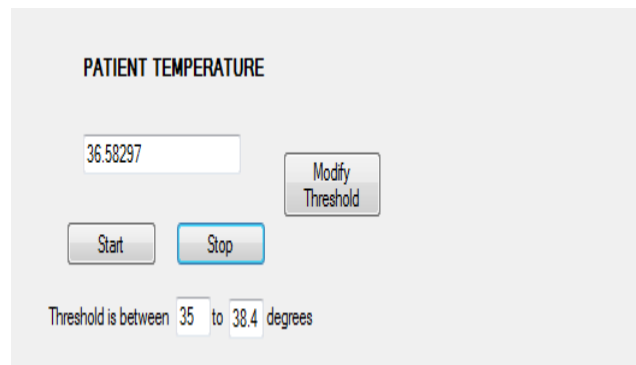 PATIENT TEMPERATURE
36.58297
Modify
Threshold
Start Stop
Threshold is between 35 to 38.4 degrees